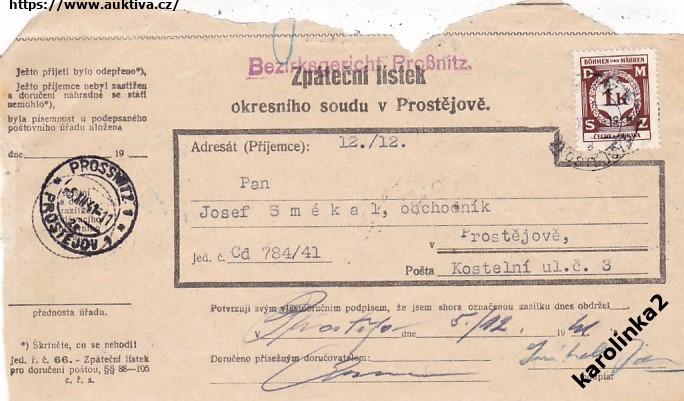 https://www.auktiva.cz/
Bezirksgericht Proßnitz.
Zpáteční lístek
okresního soudu v Prostějově.
BÖHMEN UND MÄHREN
D M
1 K
S Z
ČECHY A MORAVA
Ježto přijetí bylo odepřeno*),
Ježto příjemce nebyl zastižen
a doručení náhradné se státi
nemohlo*),
byla písemnost u podepsaného
poštovního úřadu uložena
dne 19
PROSSNITZ 1
PROSTĚJOV 1
přednosta úřadu.
*) Škrtněte, co se nehodí
Jed. ř. č. 66. - Zpáteční lístek
pro doručení poštou, §§ 88—105
c. ř. s.
Adresát (Příjemce): 12./12.
Pan
Josef S m é k a l, obchodník
v Prostějově,
jed. č. Cd 784/41
Pošta Kostelní ul.č. 3
Potvrzuji svým vlastnoručním podpisem, že jsem shora označenou zásilku dnes obdržel
V Prostějov dne 5./12. 1941
Doručeno přísežným doručovatelem:
podpis:
karolinka2